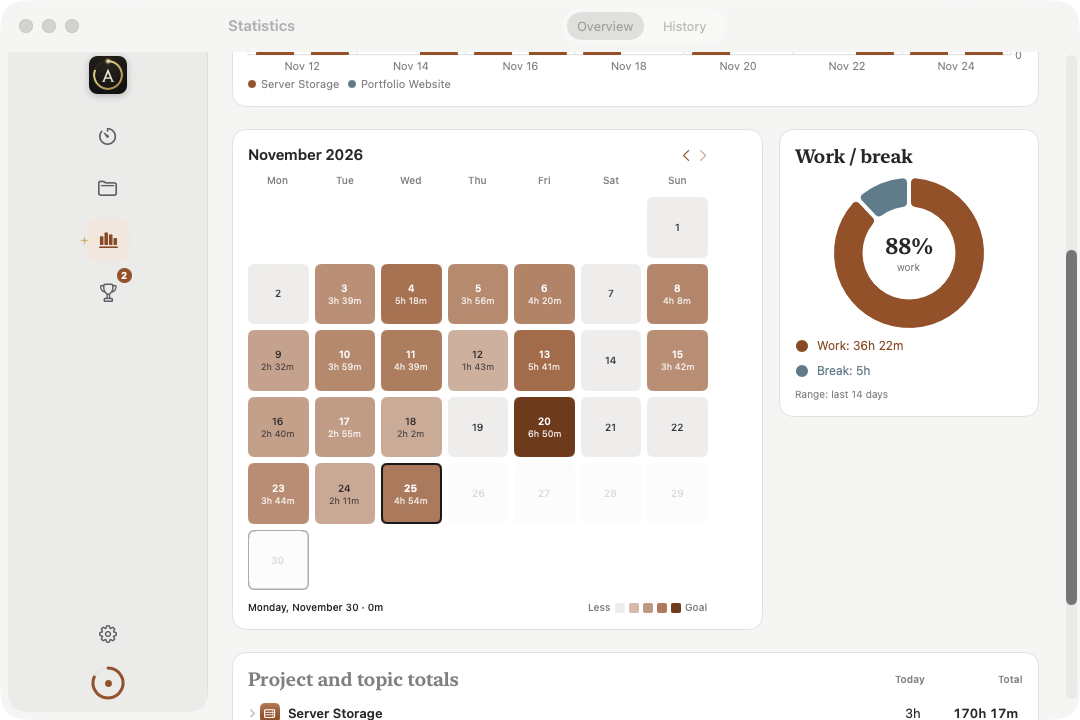 Statistics
Overview
History
0
Nov 12 Nov 14 Nov 16 Nov 18 Nov 20 Nov 22 Nov 24
Server Storage Portfolio Website
A
2
November 2026
Mon Tue Wed Thu Fri Sat Sun
1
2
3
3h 39m
4
5h 18m
5
3h 56m
6
4h 20m
7
8
4h 8m
9
2h 32m
10
3h 59m
11
4h 39m
12
1h 43m
13
5h 41m
14
15
3h 42m
16
2h 40m
17
2h 55m
18
2h 2m
19
20
6h 50m
21
22
23
3h 44m
24
2h 11m
25
4h 54m
26
27
28
29
30
Monday, November 30 · 0m
Less Goal
Work / break
88%
work
Work: 36h 22m
Break: 5h
Range: last 14 days
Project and topic totals Today Total
Server Storage 3h 170h 17m